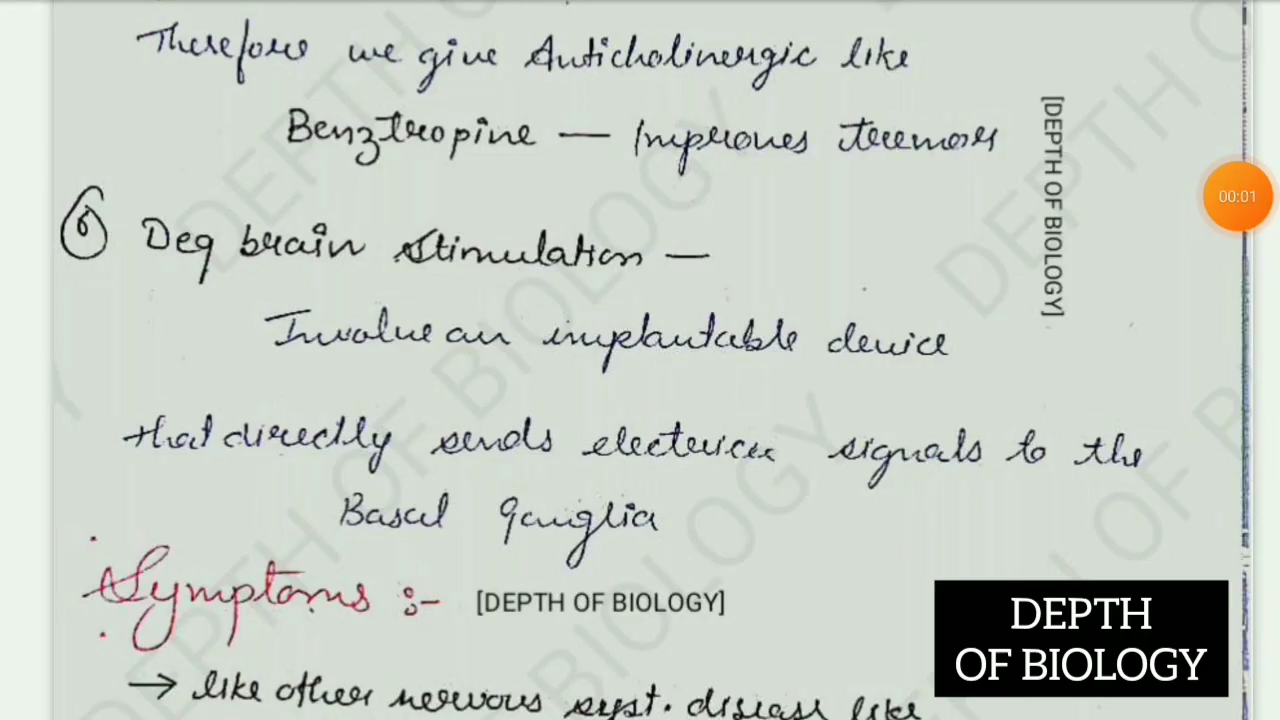 Therefore we give Anticholinergic like
Benztropine — Improves tremors
[DEPTH OF BIOLOGY]
00:01
⑥ Deep brain stimulation —
Involve an implantable device
that directly sends electrical signals to the
Basal Ganglia
Symptoms :- [DEPTH OF BIOLOGY]
DEPTH
OF BIOLOGY
→ like other nervous syst. disease like